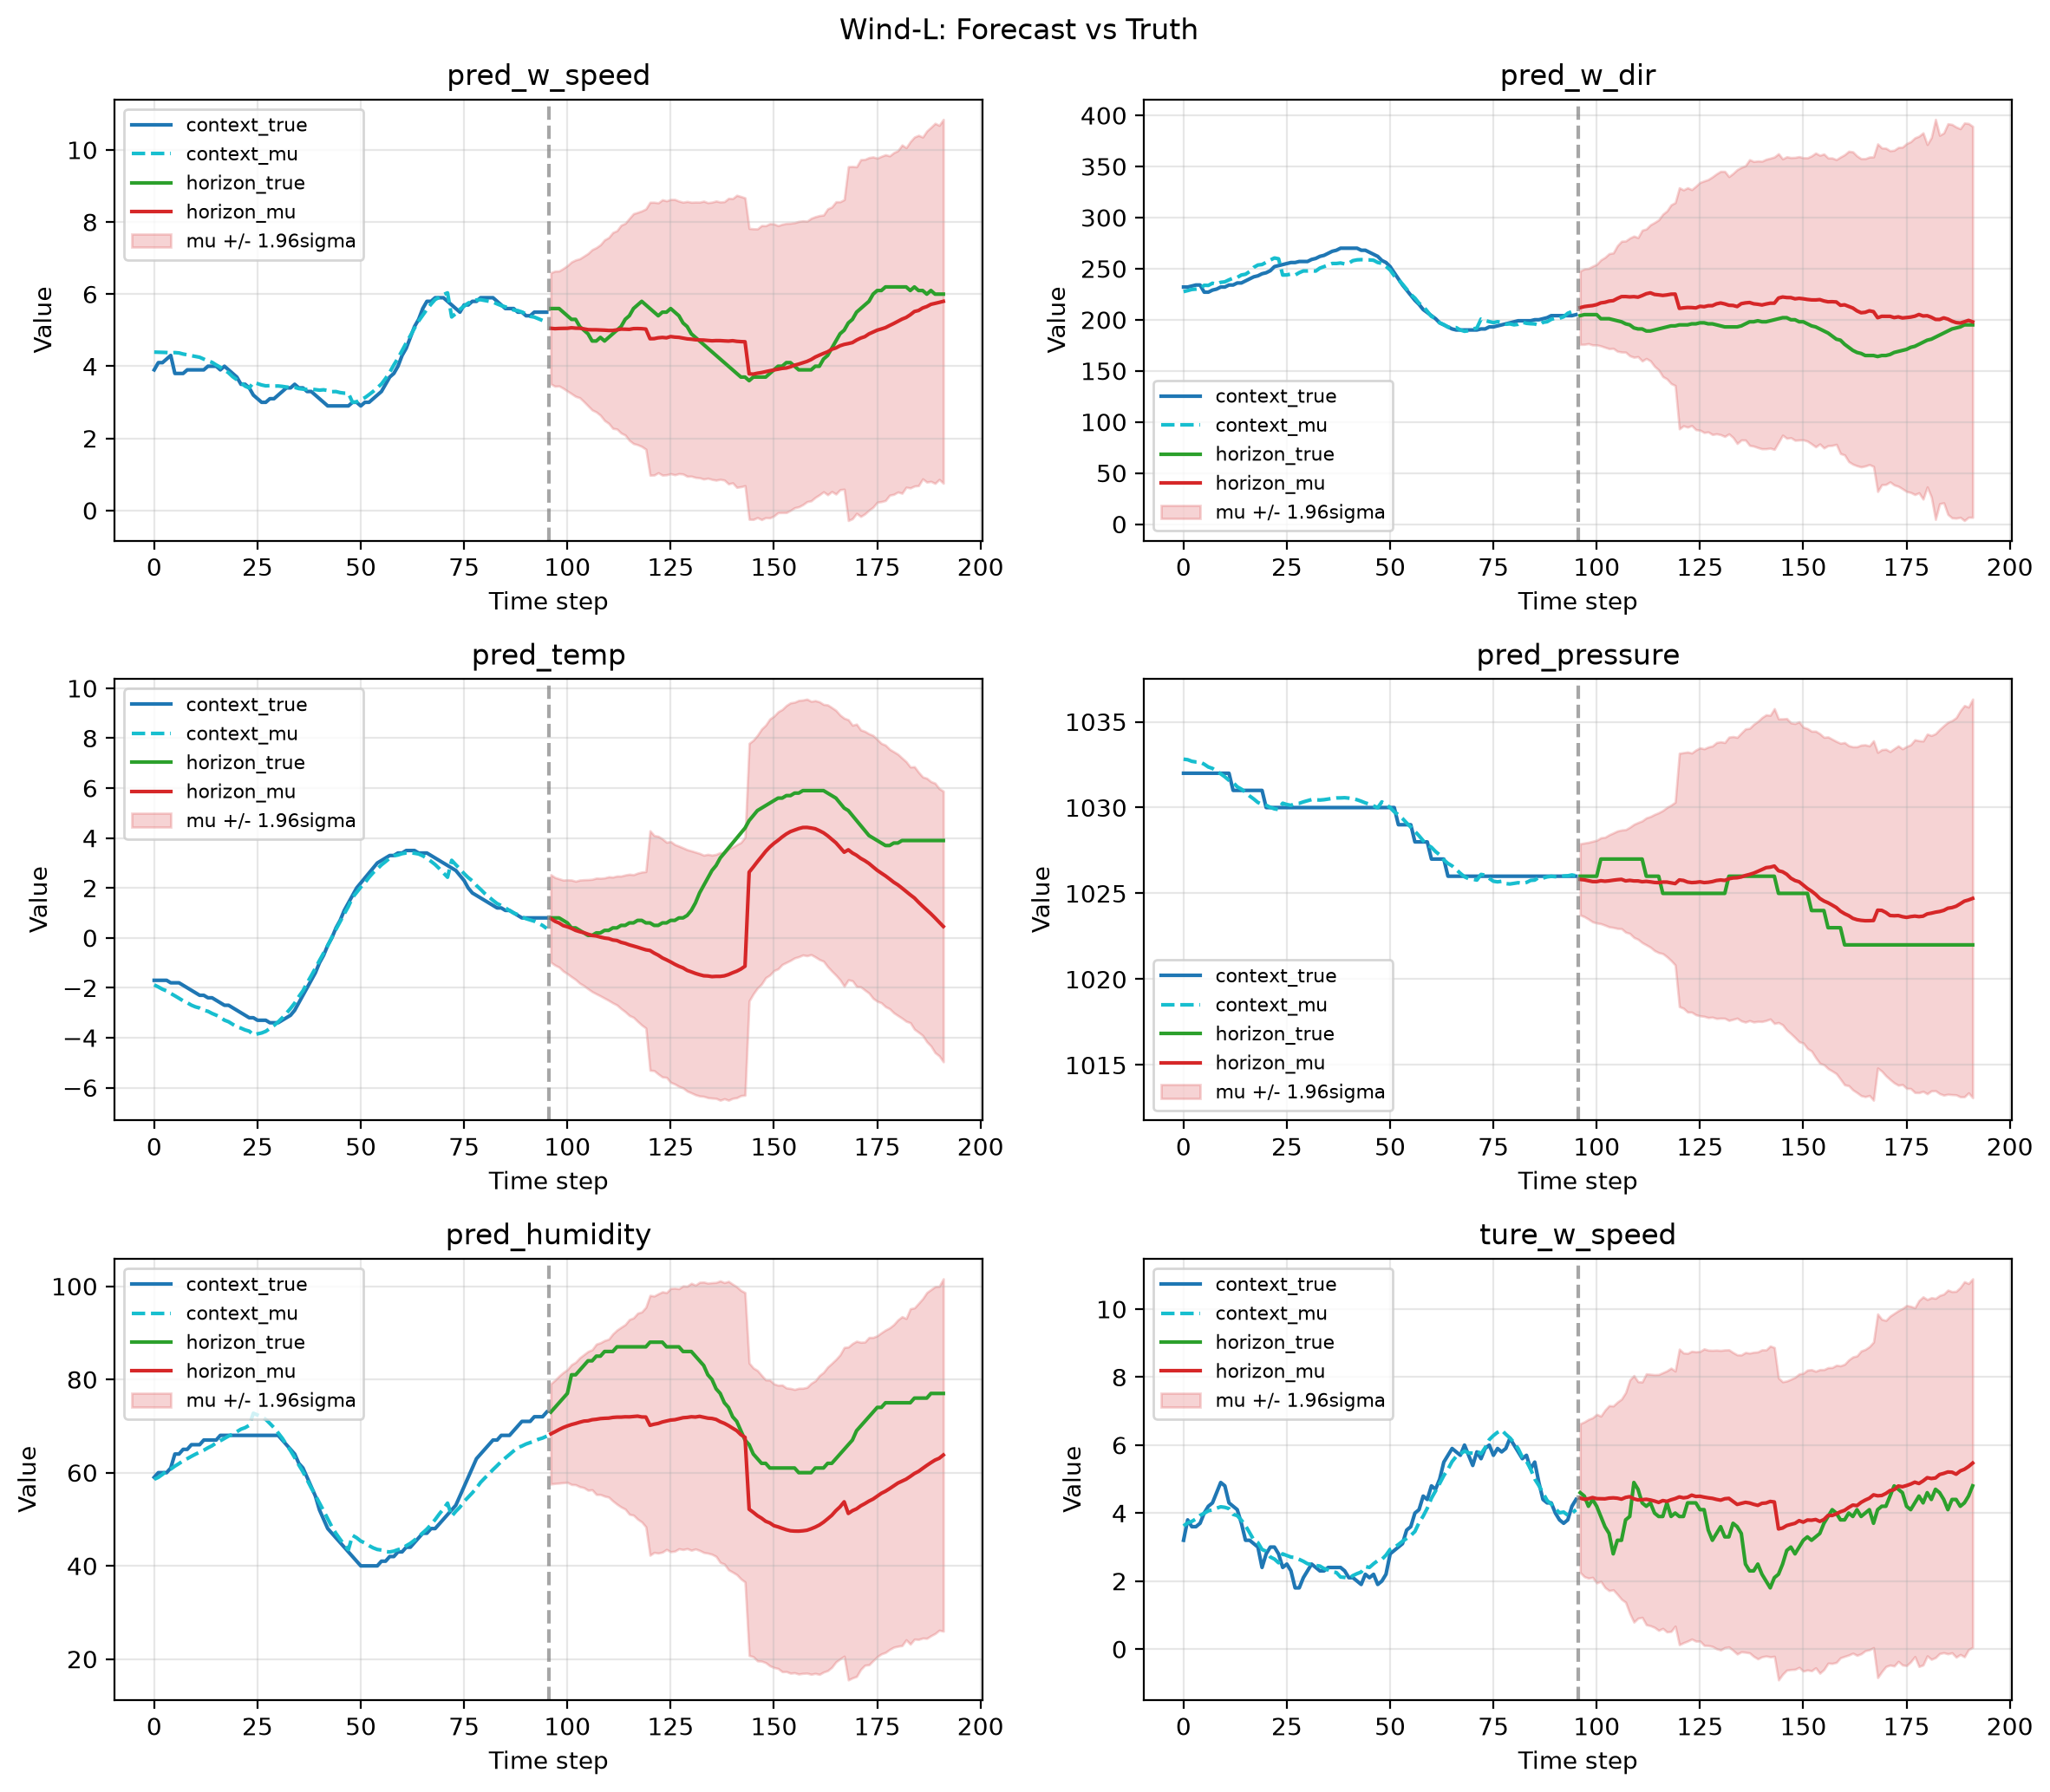 Wind-L: Forecast vs Truth
pred_w_speed
context_true
context_mu
horizon_true
horizon_mu
mu +/- 1.96sigma
10
8
6
4
2
0
Value
0 25 50 75 100 125 150 175 200
Time step
pred_w_dir
400
350
300
250
200
150
100
50
0
Value
context_true
context_mu
horizon_true
horizon_mu
mu +/- 1.96sigma
0 25 50 75 100 125 150 175 200
Time step
pred_temp
context_true
context_mu
horizon_true
horizon_mu
mu +/- 1.96sigma
10
8
6
4
2
0
−2
−4
−6
Value
0 25 50 75 100 125 150 175 200
Time step
pred_pressure
1035
1030
1025
1020
1015
Value
context_true
context_mu
horizon_true
horizon_mu
mu +/- 1.96sigma
0 25 50 75 100 125 150 175 200
Time step
pred_humidity
context_true
context_mu
horizon_true
horizon_mu
mu +/- 1.96sigma
100
80
60
40
20
Value
0 25 50 75 100 125 150 175 200
Time step
ture_w_speed
context_true
context_mu
horizon_true
horizon_mu
mu +/- 1.96sigma
10
8
6
4
2
0
Value
0 25 50 75 100 125 150 175 200
Time step